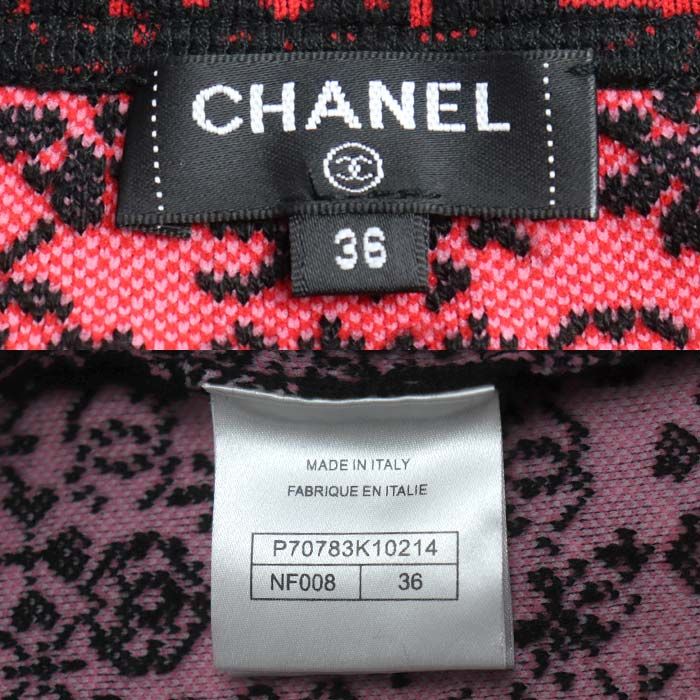 CHANEL
36
MADE IN ITALY
FABRIQUE EN ITALIE
P70783K10214
NF008 36